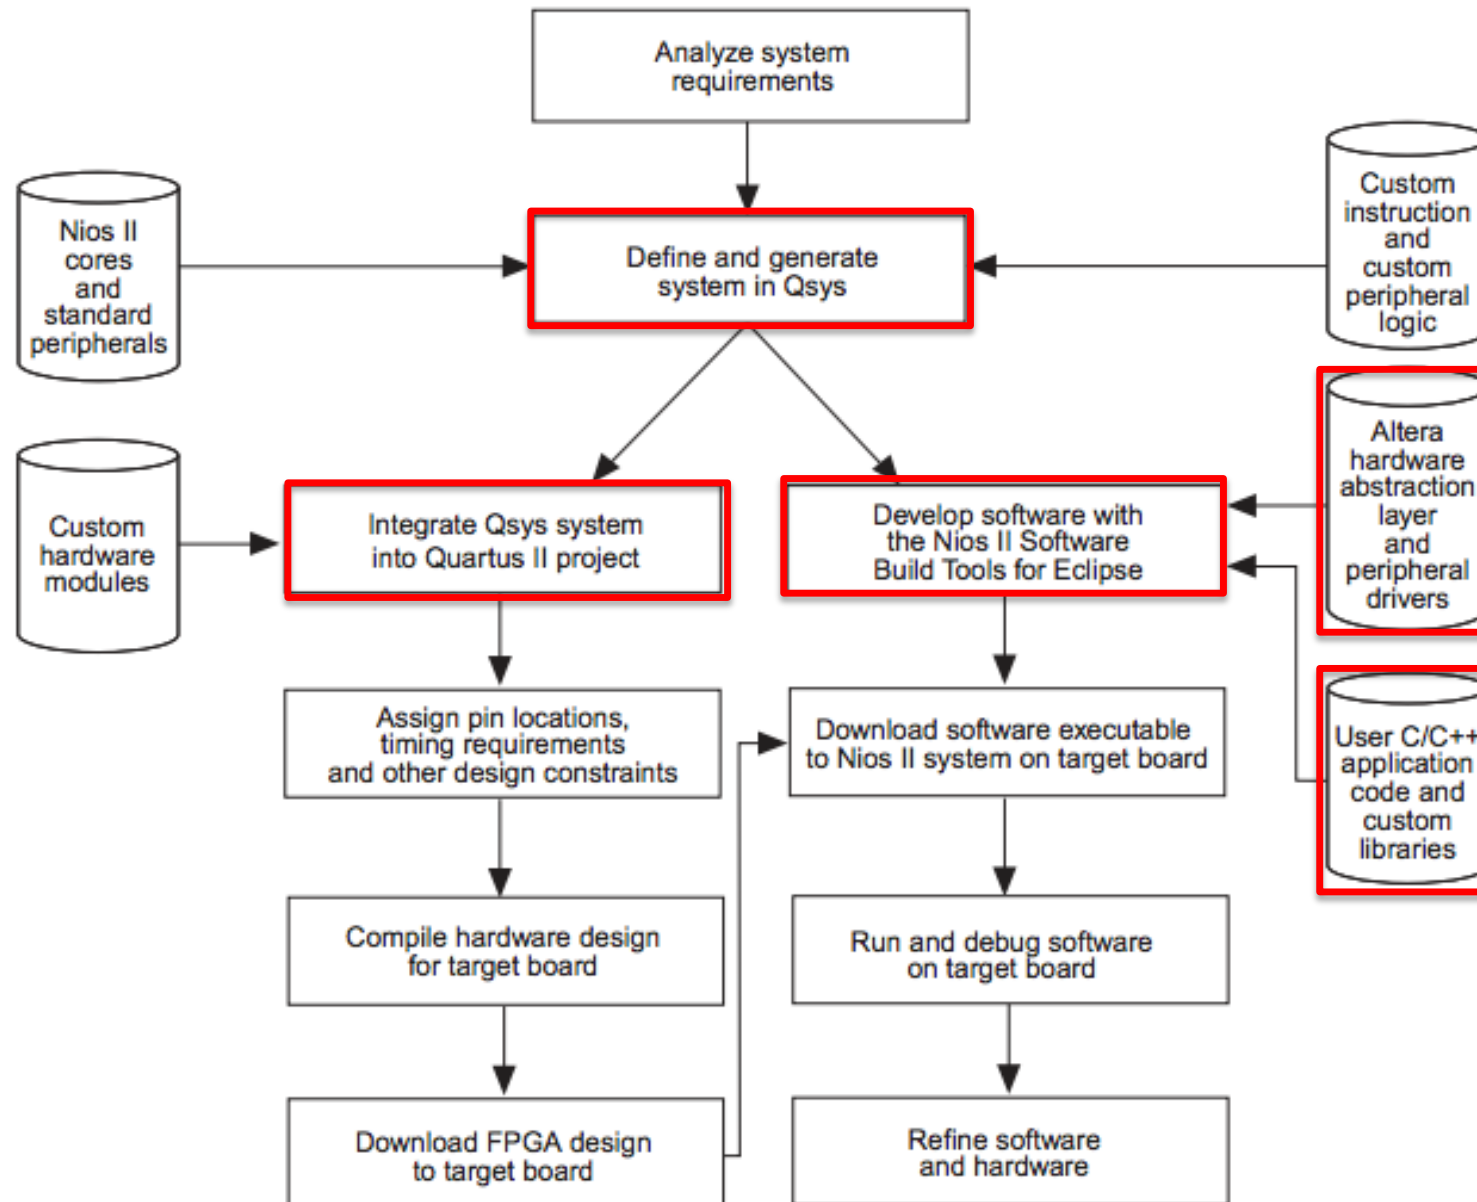 Analyze system
requirements
Nios II
cores
and
standard
peripherals
Define and generate
system in Qsys
Custom
instruction
and
custom
peripheral
logic
Custom
hardware
modules
Integrate Qsys system
into Quartus II project
Develop software with
the Nios II Software
Build Tools for Eclipse
Altera
hardware
abstraction
layer
and
peripheral
drivers
Assign pin locations,
timing requirements
and other design constraints
Download software executable
to Nios II system on target board
User C/C++
application
code and
custom
libraries
Compile hardware design
for target board
Run and debug software
on target board
Download FPGA design
to target board
Refine software
and hardware